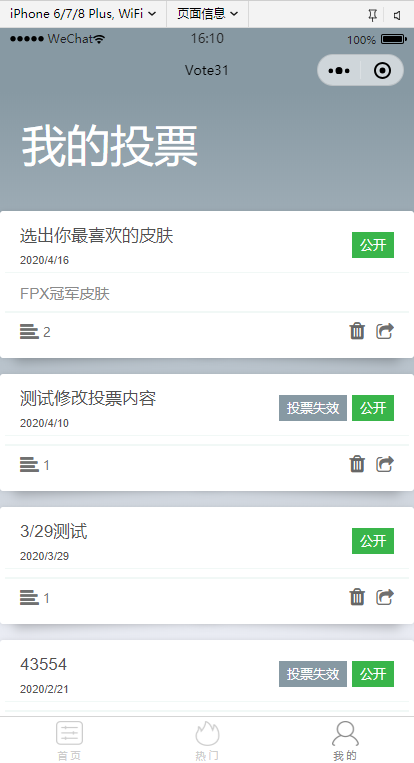 iPhone 6/7/8 Plus, WiFi 页面信息
WeChat 16:10 100%
Vote31
我的投票
选出你最喜欢的皮肤
公开
2020/4/16
FPX冠军皮肤
2
测试修改投票内容
投票失效 公开
2020/4/10
1
3/29测试
公开
2020/3/29
1
43554
投票失效 公开
2020/2/21
首页 热门 我的